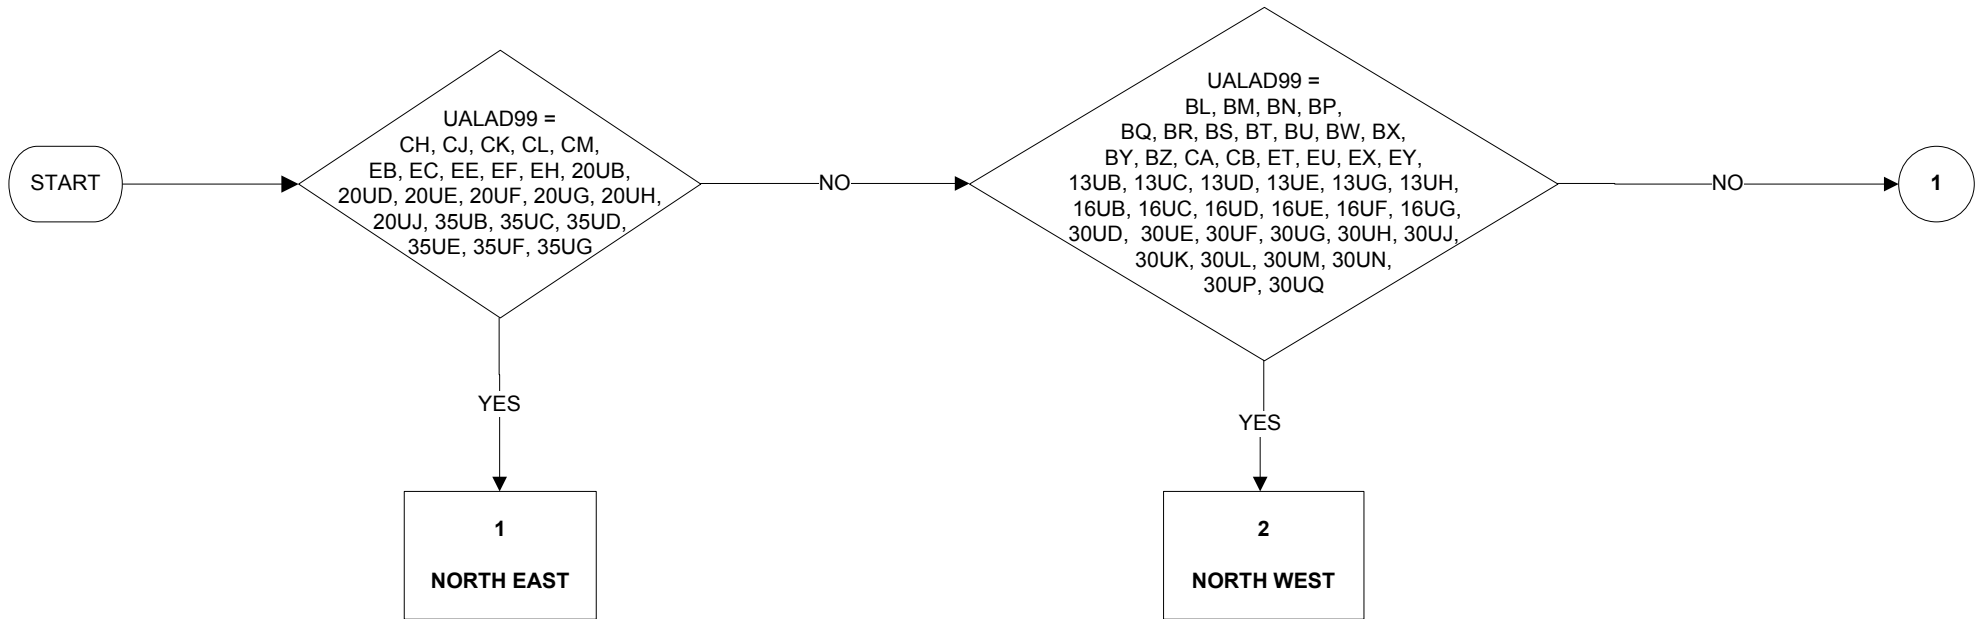 START
UALAD99 =
CH, CJ, CK, CL, CM,
EB, EC, EE, EF, EH, 20UB,
20UD, 20UE, 20UF, 20UG, 20UH,
20UJ, 35UB, 35UC, 35UD,
35UE, 35UF, 35UG
NO
UALAD99 =
BL, BM, BN, BP,
BQ, BR, BS, BT, BU, BW, BX,
BY, BZ, CA, CB, ET, EU, EX, EY,
13UB, 13UC, 13UD, 13UE, 13UG, 13UH,
16UB, 16UC, 16UD, 16UE, 16UF, 16UG,
30UD, 30UE, 30UF, 30UG, 30UH, 30UJ,
30UK, 30UL, 30UM, 30UN,
30UP, 30UQ
NO
1
YES
YES
1
NORTH EAST
2
NORTH WEST